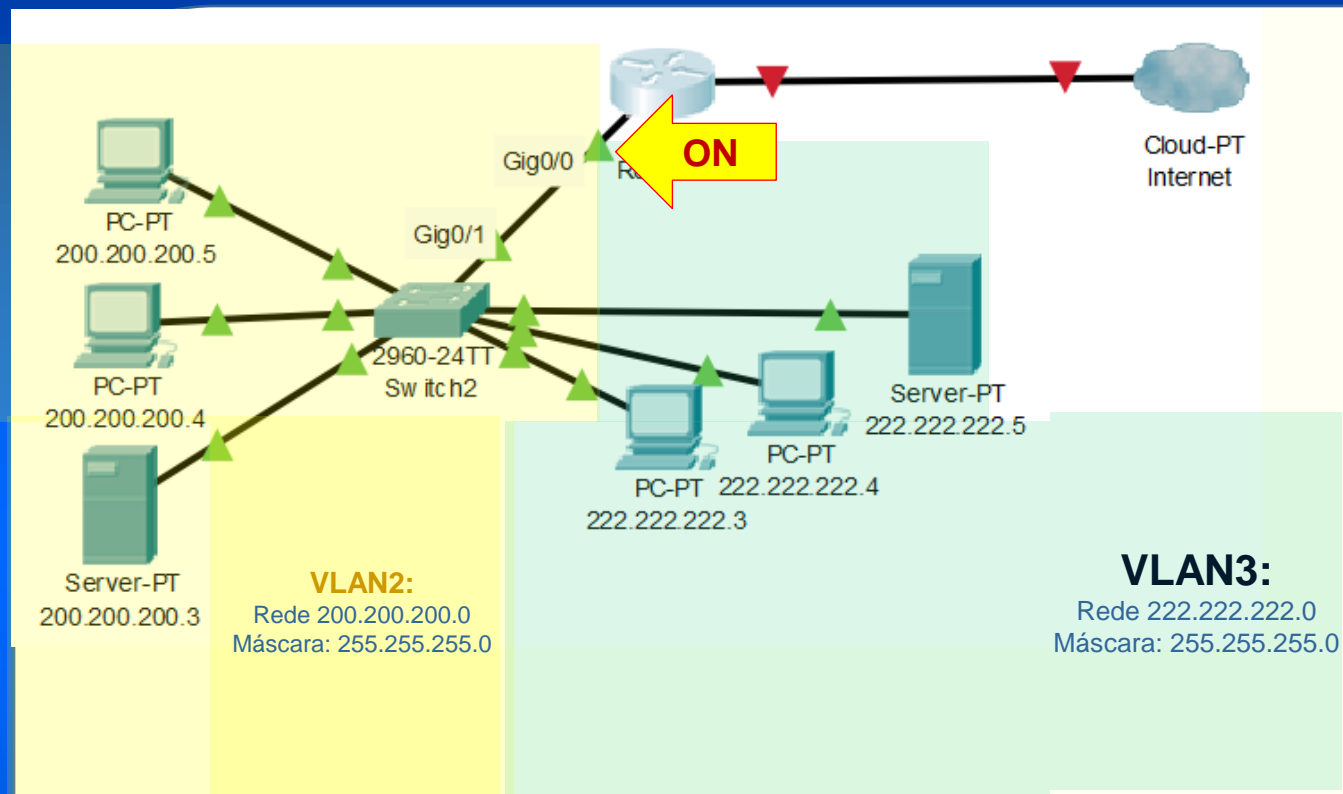 Cloud-PT
Internet
ON
Gig0/0
Gig0/1
PC-PT
200.200.200.5
PC-PT
200.200.200.4
2960-24TT
Switch2
Server-PT
222.222.222.5
PC-PT
222.222.222.4
PC-PT
222.222.222.3
Server-PT
200.200.200.3
VLAN2:
Rede 200.200.200.0
Máscara: 255.255.255.0
VLAN3:
Rede 222.222.222.0
Máscara: 255.255.255.0